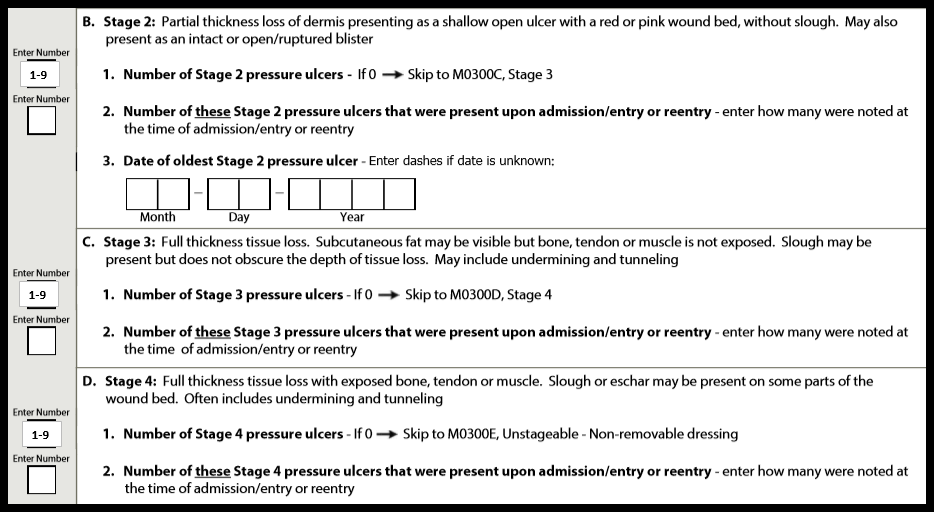 B. Stage 2: Partial thickness loss of dermis presenting as a shallow open ulcer with a red or pink wound bed, without slough. May also
present as an intact or open/ruptured blister
Enter Number
1-9
1. Number of Stage 2 pressure ulcers - If 0 → Skip to M0300C, Stage 3
Enter Number
2. Number of these Stage 2 pressure ulcers that were present upon admission/entry or reentry - enter how many were noted at
the time of admission/entry or reentry
3. Date of oldest Stage 2 pressure ulcer - Enter dashes if date is unknown:
– –
Month Day Year
C. Stage 3: Full thickness tissue loss. Subcutaneous fat may be visible but bone, tendon or muscle is not exposed. Slough may be
present but does not obscure the depth of tissue loss. May include undermining and tunneling
Enter Number
1-9
1. Number of Stage 3 pressure ulcers - If 0 → Skip to M0300D, Stage 4
Enter Number
2. Number of these Stage 3 pressure ulcers that were present upon admission/entry or reentry - enter how many were noted at
the time of admission/entry or reentry
D. Stage 4: Full thickness tissue loss with exposed bone, tendon or muscle. Slough or eschar may be present on some parts of the
wound bed. Often includes undermining and tunneling
Enter Number
1-9
1. Number of Stage 4 pressure ulcers - If 0 → Skip to M0300E, Unstageable - Non-removable dressing
Enter Number
2. Number of these Stage 4 pressure ulcers that were present upon admission/entry or reentry - enter how many were noted at
the time of admission/entry or reentry